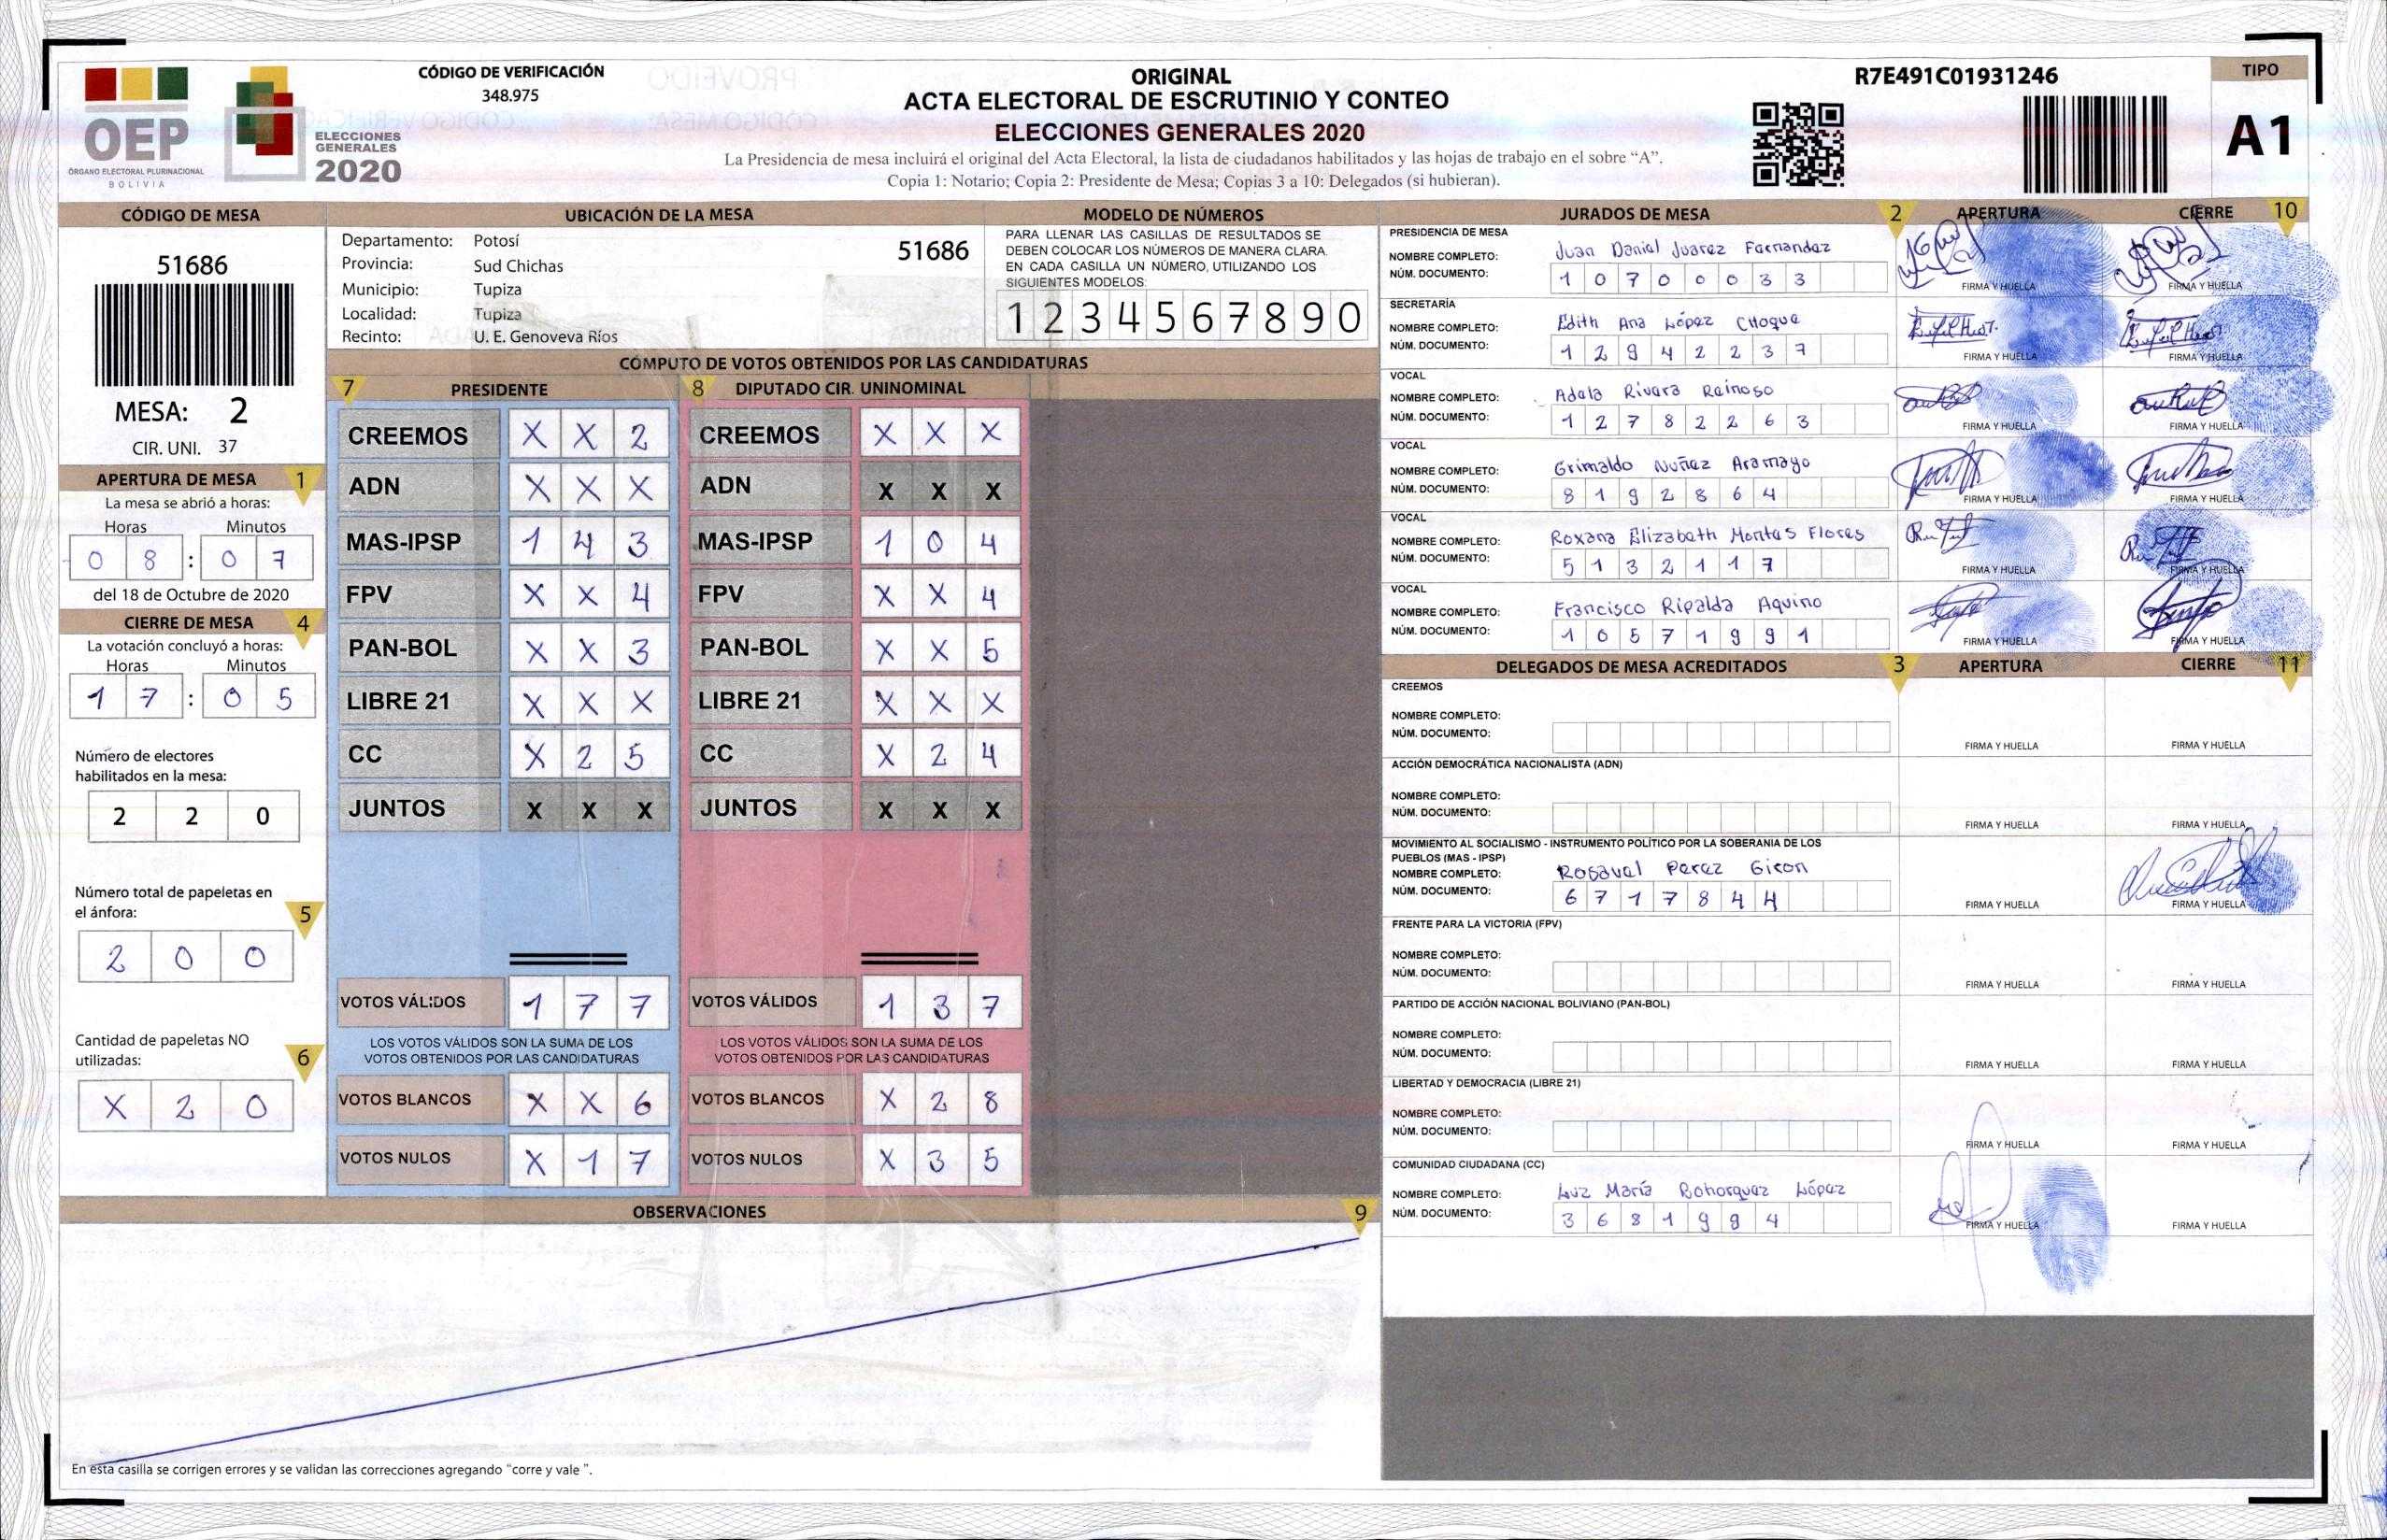 CÓDIGO DE VERIFICACIÓN
348.975
OEP
ÓRGANO ELECTORAL PLURINACIONAL
BOLIVIA
ELECCIONES
GENERALES
2020
ORIGINAL
ACTA ELECTORAL DE ESCRUTINIO Y CONTEO
ELECCIONES GENERALES 2020
La Presidencia de mesa incluirá el original del Acta Electoral, la lista de ciudadanos habilitados y las hojas de trabajo en el sobre “A”.
Copia 1: Notario; Copia 2: Presidente de Mesa; Copias 3 a 10: Delegados (si hubieran).
R7E491C01931246
TIPO
A1
CÓDIGO DE MESA
51686
MESA: 2
CIR. UNI. 37
APERTURA DE MESA 1
La mesa se abrió a horas:
Horas Minutos
0 8 : 0 7
del 18 de Octubre de 2020
CIERRE DE MESA 4
La votación concluyó a horas:
Horas Minutos
1 7 : 0 5
Número de electores
habilitados en la mesa:
2 2 0
Número total de papeletas en
el ánfora: 5
2 0 0
Cantidad de papeletas NO
utilizadas: 6
X 2 0
UBICACIÓN DE LA MESA
Departamento: Potosí 51686
Provincia: Sud Chichas
Municipio: Tupiza
Localidad: Tupiza
Recinto: U. E. Genoveva Ríos
MODELO DE NÚMEROS
PARA LLENAR LAS CASILLAS DE RESULTADOS SE
DEBEN COLOCAR LOS NÚMEROS DE MANERA CLARA.
EN CADA CASILLA UN NÚMERO, UTILIZANDO LOS
SIGUIENTES MODELOS:
1 2 3 4 5 6 7 8 9 0
CÓMPUTO DE VOTOS OBTENIDOS POR LAS CANDIDATURAS
7 PRESIDENTE 8 DIPUTADO CIR. UNINOMINAL
CREEMOS X X 2 CREEMOS X X X
ADN X X X ADN X X X
MAS-IPSP 1 4 3 MAS-IPSP 1 0 4
FPV X X 4 FPV X X 4
PAN-BOL X X 3 PAN-BOL X X 5
LIBRE 21 X X X LIBRE 21 X X X
CC X 2 5 CC X 2 4
JUNTOS X X X JUNTOS X X X
VOTOS VÁLIDOS 1 7 7 VOTOS VÁLIDOS 1 3 7
LOS VOTOS VÁLIDOS SON LA SUMA DE LOS LOS VOTOS VÁLIDOS SON LA SUMA DE LOS
VOTOS OBTENIDOS POR LAS CANDIDATURAS VOTOS OBTENIDOS POR LAS CANDIDATURAS
VOTOS BLANCOS X X 6 VOTOS BLANCOS X 2 8
VOTOS NULOS X 1 7 VOTOS NULOS X 3 5
OBSERVACIONES 9
En esta casilla se corrigen errores y se validan las correcciones agregando “corre y vale ”.
JURADOS DE MESA 2 APERTURA CIERRE 10
PRESIDENCIA DE MESA
NOMBRE COMPLETO: Juan Daniel Juarez Fernandez
NÚM. DOCUMENTO: 1 0 7 0 0 0 3 3
FIRMA Y HUELLA FIRMA Y HUELLA
SECRETARÍA
NOMBRE COMPLETO: Edith Ana López Choque
NÚM. DOCUMENTO: 1 2 9 4 2 2 3 7
FIRMA Y HUELLA FIRMA Y HUELLA
VOCAL
NOMBRE COMPLETO: Adela Rivera Reinoso
NÚM. DOCUMENTO: 1 2 7 8 2 2 6 3
FIRMA Y HUELLA FIRMA Y HUELLA
VOCAL
NOMBRE COMPLETO: Grimaldo Nuñez Aramayo
NÚM. DOCUMENTO: 8 1 9 2 8 6 4
FIRMA Y HUELLA FIRMA Y HUELLA
VOCAL
NOMBRE COMPLETO: Roxana Elizabeth Montes Flores
NÚM. DOCUMENTO: 5 1 3 2 1 1 7
FIRMA Y HUELLA FIRMA Y HUELLA
VOCAL
NOMBRE COMPLETO: Francisco Ripalda Aquino
NÚM. DOCUMENTO: 1 0 5 7 1 9 9 1
FIRMA Y HUELLA FIRMA Y HUELLA
DELEGADOS DE MESA ACREDITADOS 3 APERTURA CIERRE 11
CREEMOS
NOMBRE COMPLETO:
NÚM. DOCUMENTO:
FIRMA Y HUELLA FIRMA Y HUELLA
ACCIÓN DEMOCRÁTICA NACIONALISTA (ADN)
NOMBRE COMPLETO:
NÚM. DOCUMENTO:
FIRMA Y HUELLA FIRMA Y HUELLA
MOVIMIENTO AL SOCIALISMO - INSTRUMENTO POLÍTICO POR LA SOBERANIA DE LOS
PUEBLOS (MAS - IPSP)
NOMBRE COMPLETO: Rosavel Perez Giron
NÚM. DOCUMENTO: 6 7 1 7 8 4 4
FIRMA Y HUELLA FIRMA Y HUELLA
FRENTE PARA LA VICTORIA (FPV)
NOMBRE COMPLETO:
NÚM. DOCUMENTO:
FIRMA Y HUELLA FIRMA Y HUELLA
PARTIDO DE ACCIÓN NACIONAL BOLIVIANO (PAN-BOL)
NOMBRE COMPLETO:
NÚM. DOCUMENTO:
FIRMA Y HUELLA FIRMA Y HUELLA
LIBERTAD Y DEMOCRACIA (LIBRE 21)
NOMBRE COMPLETO:
NÚM. DOCUMENTO:
FIRMA Y HUELLA FIRMA Y HUELLA
COMUNIDAD CIUDADANA (CC)
NOMBRE COMPLETO: Luz María Bohorquez López
NÚM. DOCUMENTO: 3 6 8 1 9 9 4
FIRMA Y HUELLA FIRMA Y HUELLA